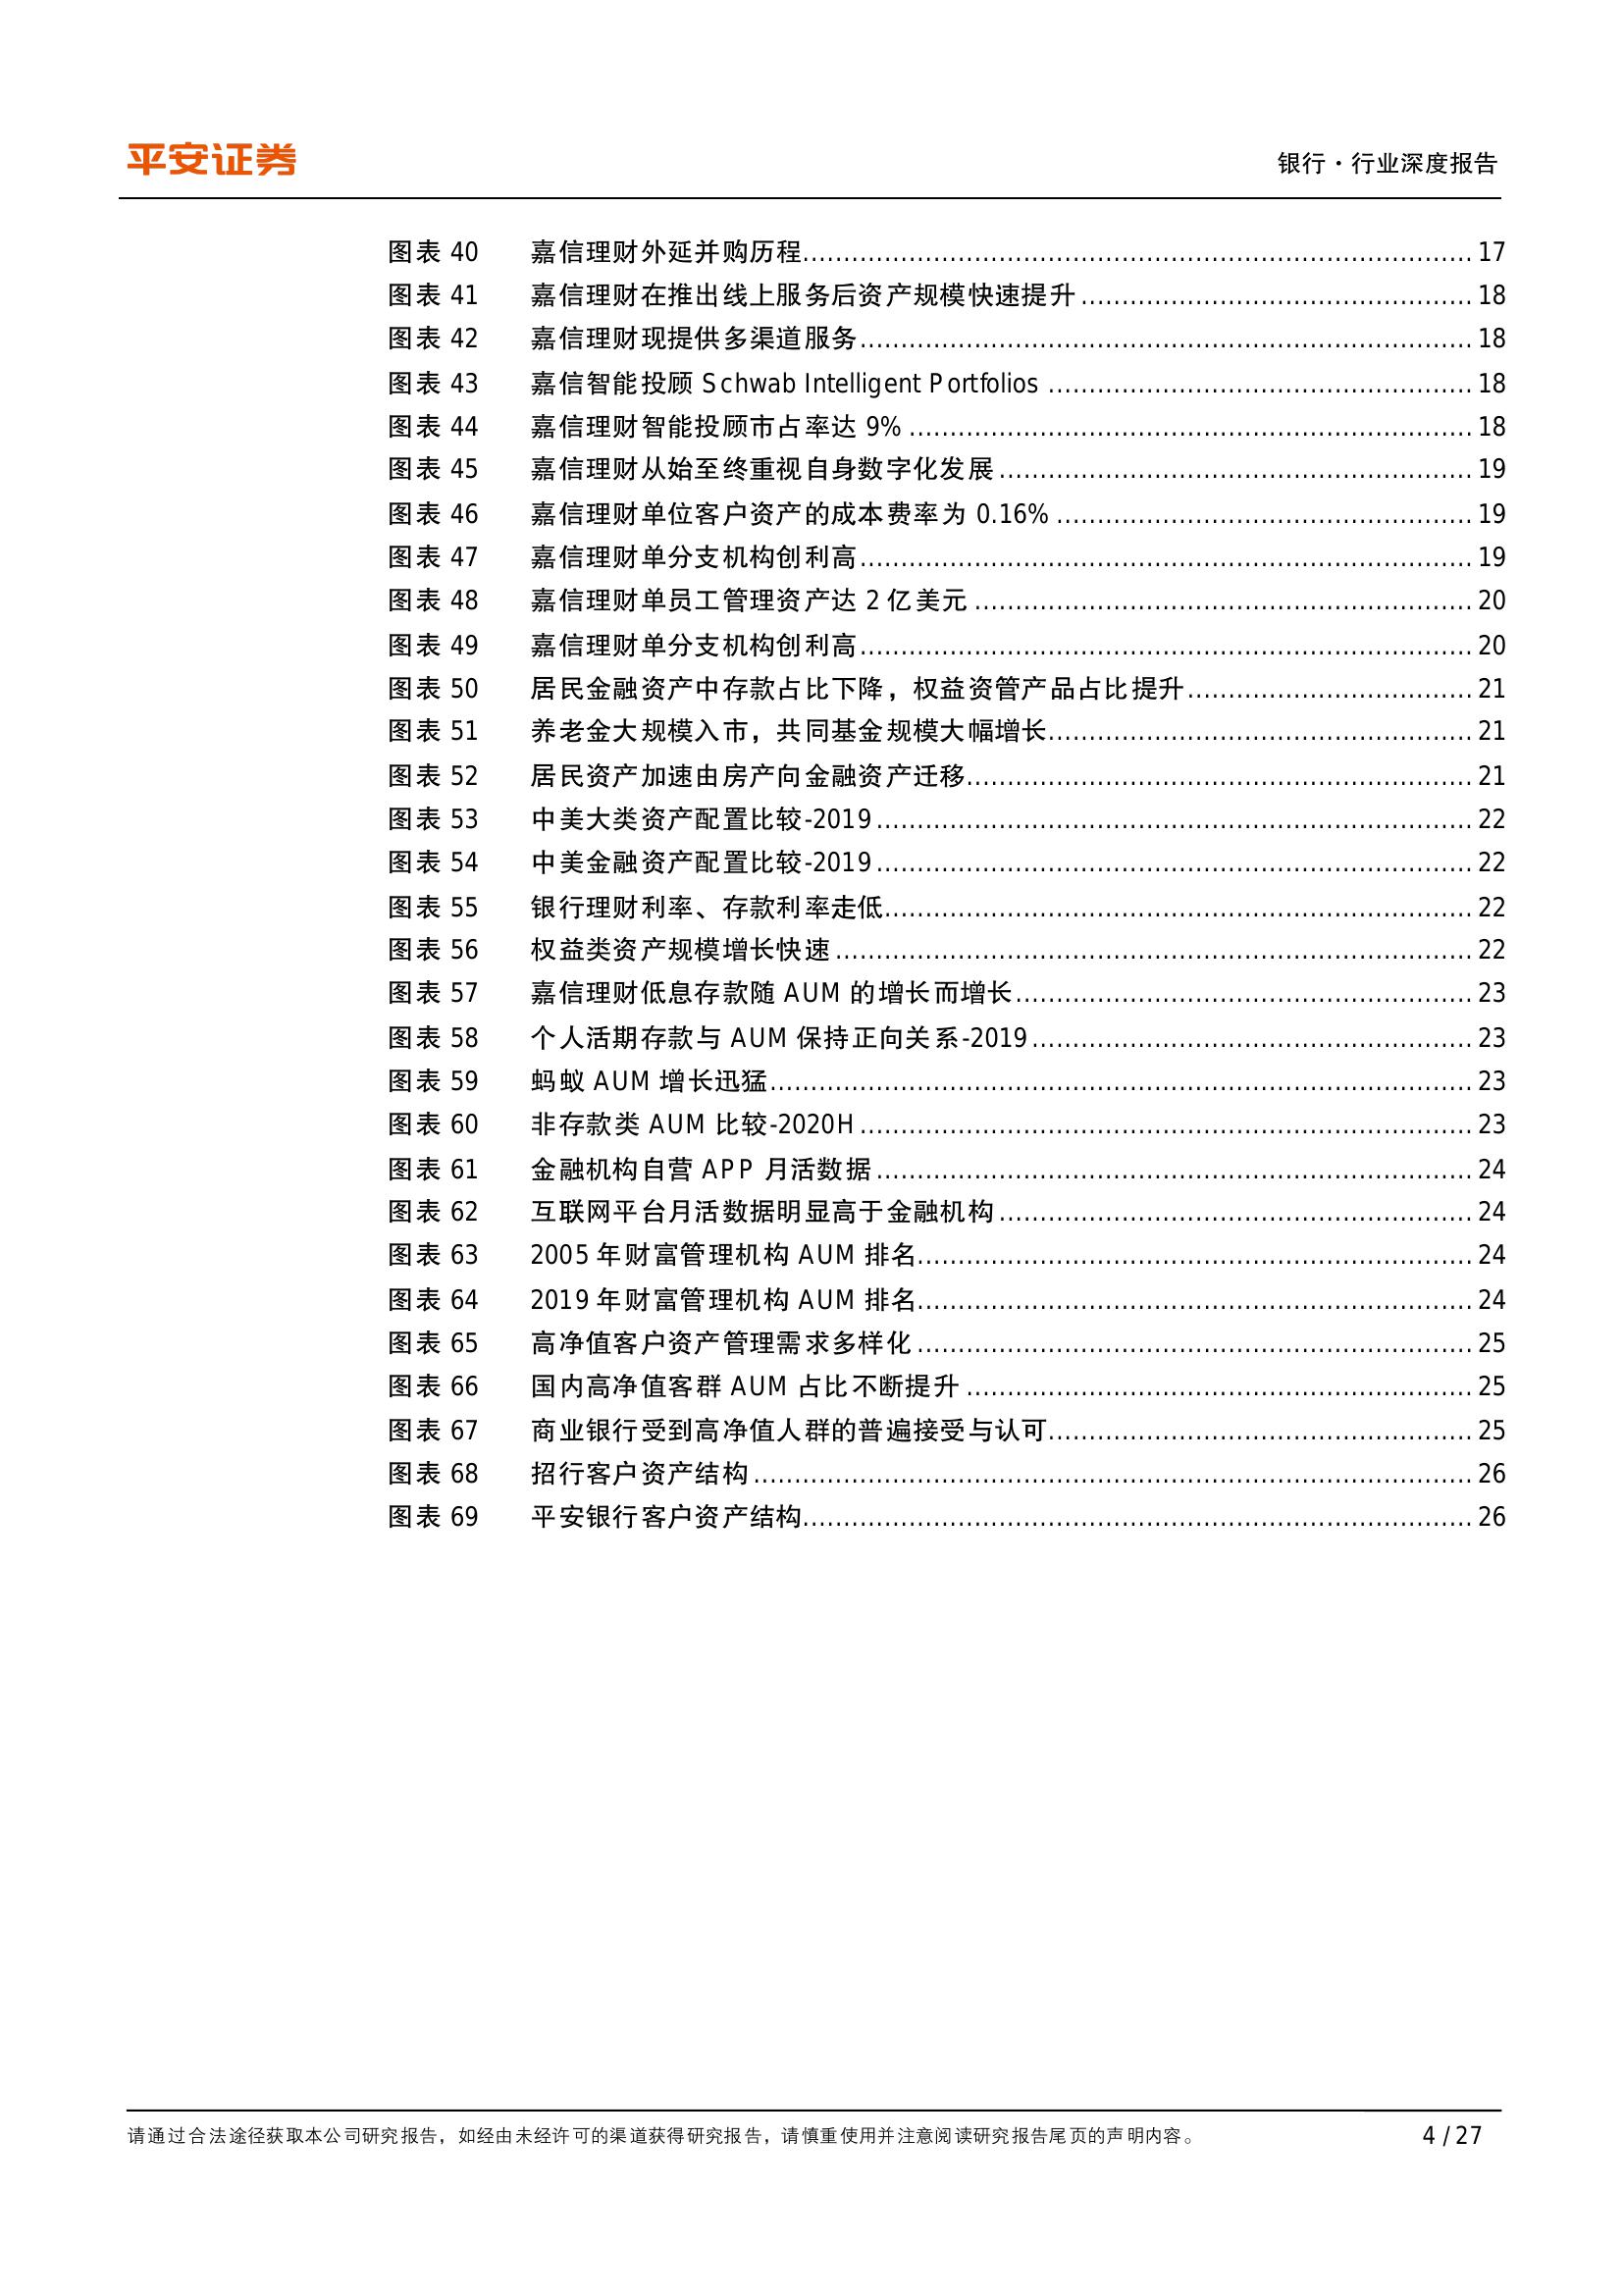 平安证券
银行·行业深度报告
图表 40 嘉信理财外延并购历程 17
图表 41 嘉信理财在推出线上服务后资产规模快速提升 18
图表 42 嘉信理财现提供多渠道服务 18
图表 43 嘉信智能投顾 Schwab Intelligent Portfolios 18
图表 44 嘉信理财智能投顾市占率达 9% 18
图表 45 嘉信理财从始至终重视自身数字化发展 19
图表 46 嘉信理财单位客户资产的成本费率为 0.16% 19
图表 47 嘉信理财单分支机构创利高 19
图表 48 嘉信理财单员工管理资产达 2 亿美元 20
图表 49 嘉信理财单分支机构创利高 20
图表 50 居民金融资产中存款占比下降，权益资管产品占比提升 21
图表 51 养老金大规模入市，共同基金规模大幅增长 21
图表 52 居民资产加速由房产向金融资产迁移 21
图表 53 中美大类资产配置比较-2019 22
图表 54 中美金融资产配置比较-2019 22
图表 55 银行理财利率、存款利率走低 22
图表 56 权益类资产规模增长快速 22
图表 57 嘉信理财低息存款随 AUM 的增长而增长 23
图表 58 个人活期存款与 AUM 保持正向关系-2019 23
图表 59 蚂蚁 AUM 增长迅猛 23
图表 60 非存款类 AUM 比较-2020H 23
图表 61 金融机构自营 APP 月活数据 24
图表 62 互联网平台月活数据明显高于金融机构 24
图表 63 2005 年财富管理机构 AUM 排名 24
图表 64 2019 年财富管理机构 AUM 排名 24
图表 65 高净值客户资产管理需求多样化 25
图表 66 国内高净值客群 AUM 占比不断提升 25
图表 67 商业银行受到高净值人群的普遍接受与认可 25
图表 68 招行客户资产结构 26
图表 69 平安银行客户资产结构 26
请通过合法途径获取本公司研究报告，如经由未经许可的渠道获得研究报告，请慎重使用并注意阅读研究报告尾页的声明内容。 4 / 27